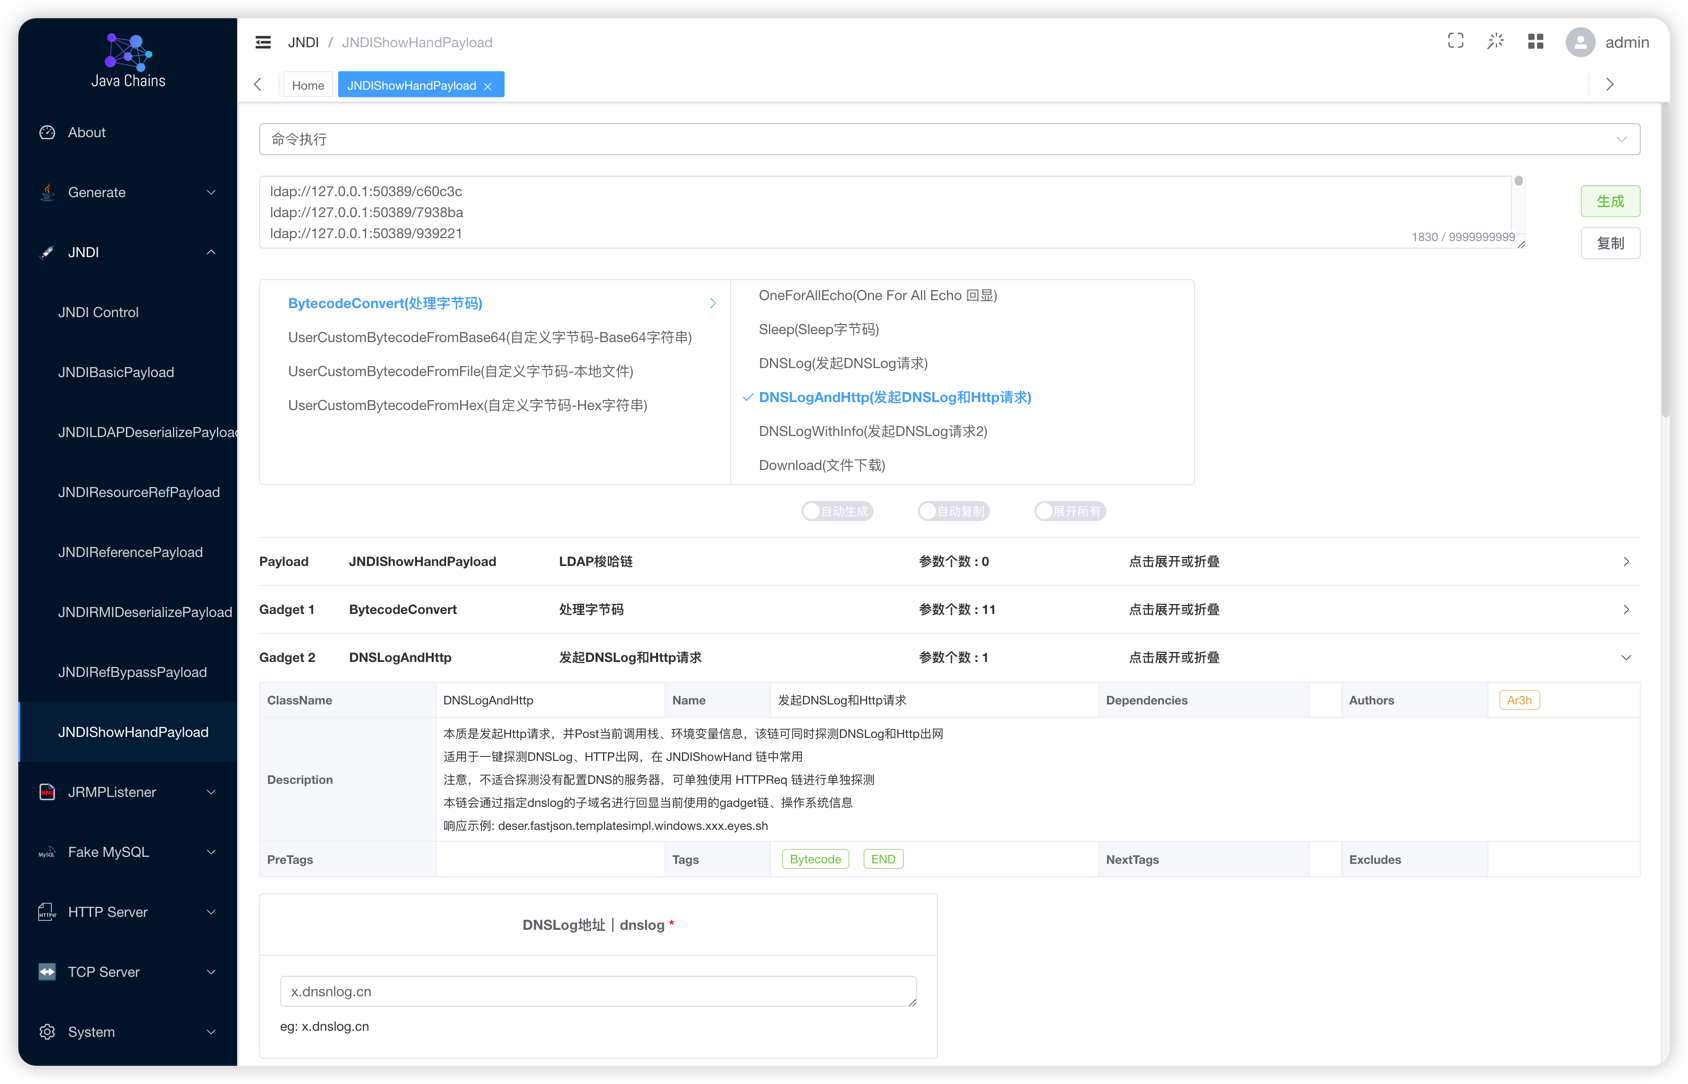 Java Chains
About
Generate
JNDI
JNDI Control
JNDIBasicPayload
JNDILDAPDeserializePayload
JNDIResourceRefPayload
JNDIReferencePayload
JNDIRMIDeserializePayload
JNDIRefBypassPayload
JNDIShowHandPayload
JRMPListener
Fake MySQL
HTTP Server
TCP Server
System
JNDI / JNDIShowHandPayload
admin
Home
JNDIShowHandPayload
命令执行
ldap://127.0.0.1:50389/c60c3c
ldap://127.0.0.1:50389/7938ba
ldap://127.0.0.1:50389/939221
1830 / 9999999999
生成
复制
BytecodeConvert(处理字节码)
UserCustomBytecodeFromBase64(自定义字节码-Base64字符串)
UserCustomBytecodeFromFile(自定义字节码-本地文件)
UserCustomBytecodeFromHex(自定义字节码-Hex字符串)
OneForAllEcho(One For All Echo 回显)
Sleep(Sleep字节码)
DNSLog(发起DNSLog请求)
DNSLogAndHttp(发起DNSLog和Http请求)
DNSLogWithInfo(发起DNSLog请求2)
Download(文件下载)
自动生成 自动复制 展开所有
Payload JNDIShowHandPayload LDAP梭哈链 参数个数 : 0 点击展开或折叠
Gadget 1 BytecodeConvert 处理字节码 参数个数 : 11 点击展开或折叠
Gadget 2 DNSLogAndHttp 发起DNSLog和Http请求 参数个数 : 1 点击展开或折叠
ClassName DNSLogAndHttp Name 发起DNSLog和Http请求 Dependencies Authors Ar3h
Description
本质是发起Http请求，并Post当前调用栈、环境变量信息，该链可同时探测DNSLog和Http出网
适用于一键探测DNSLog、HTTP出网，在 JNDIShowHand 链中常用
注意，不适合探测没有配置DNS的服务器，可单独使用 HTTPReq 链进行单独探测
本链会通过指定dnslog的子域名进行回显当前使用的gadget链、操作系统信息
响应示例: deser.fastjson.templatesimpl.windows.xxx.eyes.sh
PreTags Tags Bytecode END NextTags Excludes
DNSLog地址｜dnslog *
x.dnsnlog.cn
eg: x.dnslog.cn